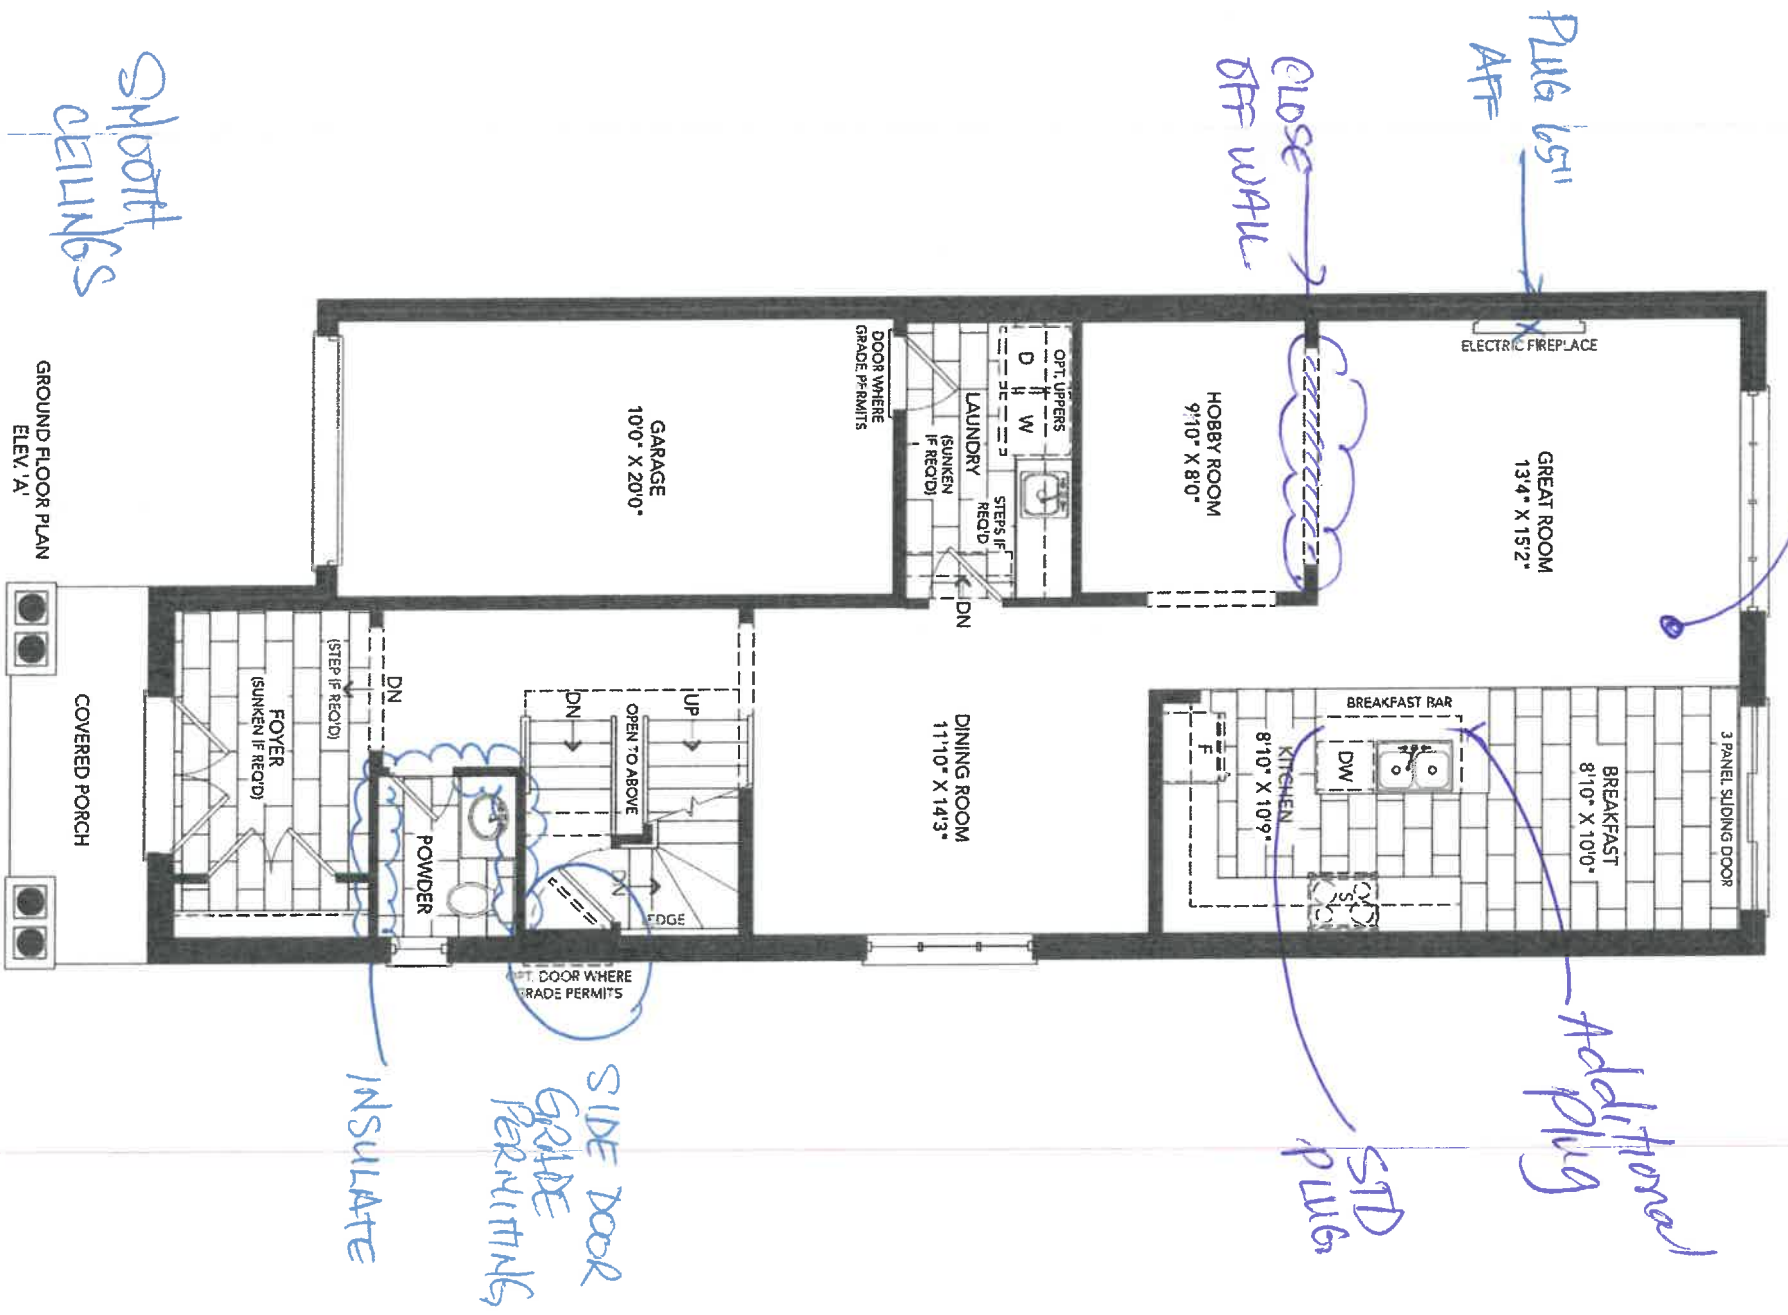 PLUG 65"
AFF
CLOSE
OFF WALL
SMOOTH
CEILINGS
ELECTRIC FIREPLACE
GREAT ROOM
13'4" X 15'2"
HOBBY ROOM
9'10" X 8'0"
OPT. UPPERS
D
W
LAUNDRY
(SUNKEN
IF REQ'D)
STEPS IF
REQ'D
DN
DOOR WHERE
GRADE PERMITS
GARAGE
10'0" X 20'0"
3 PANEL SLIDING DOOR
BREAKFAST
8'10" X 10'0"
BREAKFAST BAR
DW
KITCHEN
8'10" X 10'9"
F
S
DINING ROOM
11'10" X 14'3"
UP
OPEN TO ABOVE
DN
DN
EDGE
DN
(STEP IF REQ'D)
FOYER
(SUNKEN IF REQ'D)
POWDER
COVERED PORCH
OPT. DOOR WHERE
GRADE PERMITS
GROUND FLOOR PLAN
ELEV. 'A'
Additional
Plug
STD
PLUG
SIDE DOOR
GRADE
PERMITTING
INSULATE